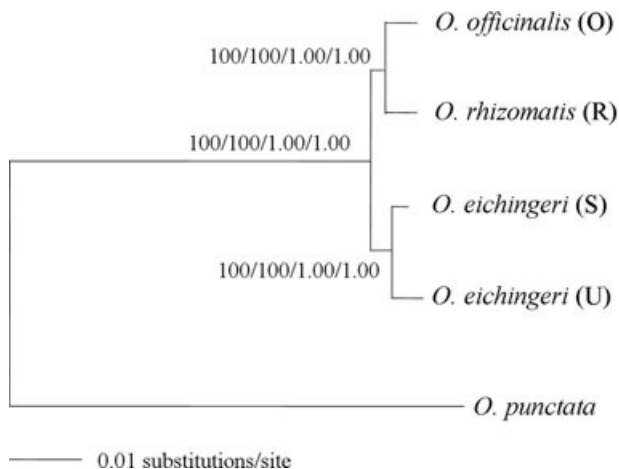 O. officinalis (O)
100/100/1.00/1.00
O. rhizomatis (R)
100/100/1.00/1.00
O. eichingeri (S)
100/100/1.00/1.00
O. eichingeri (U)
O. punctata
0.01 substitutions/site